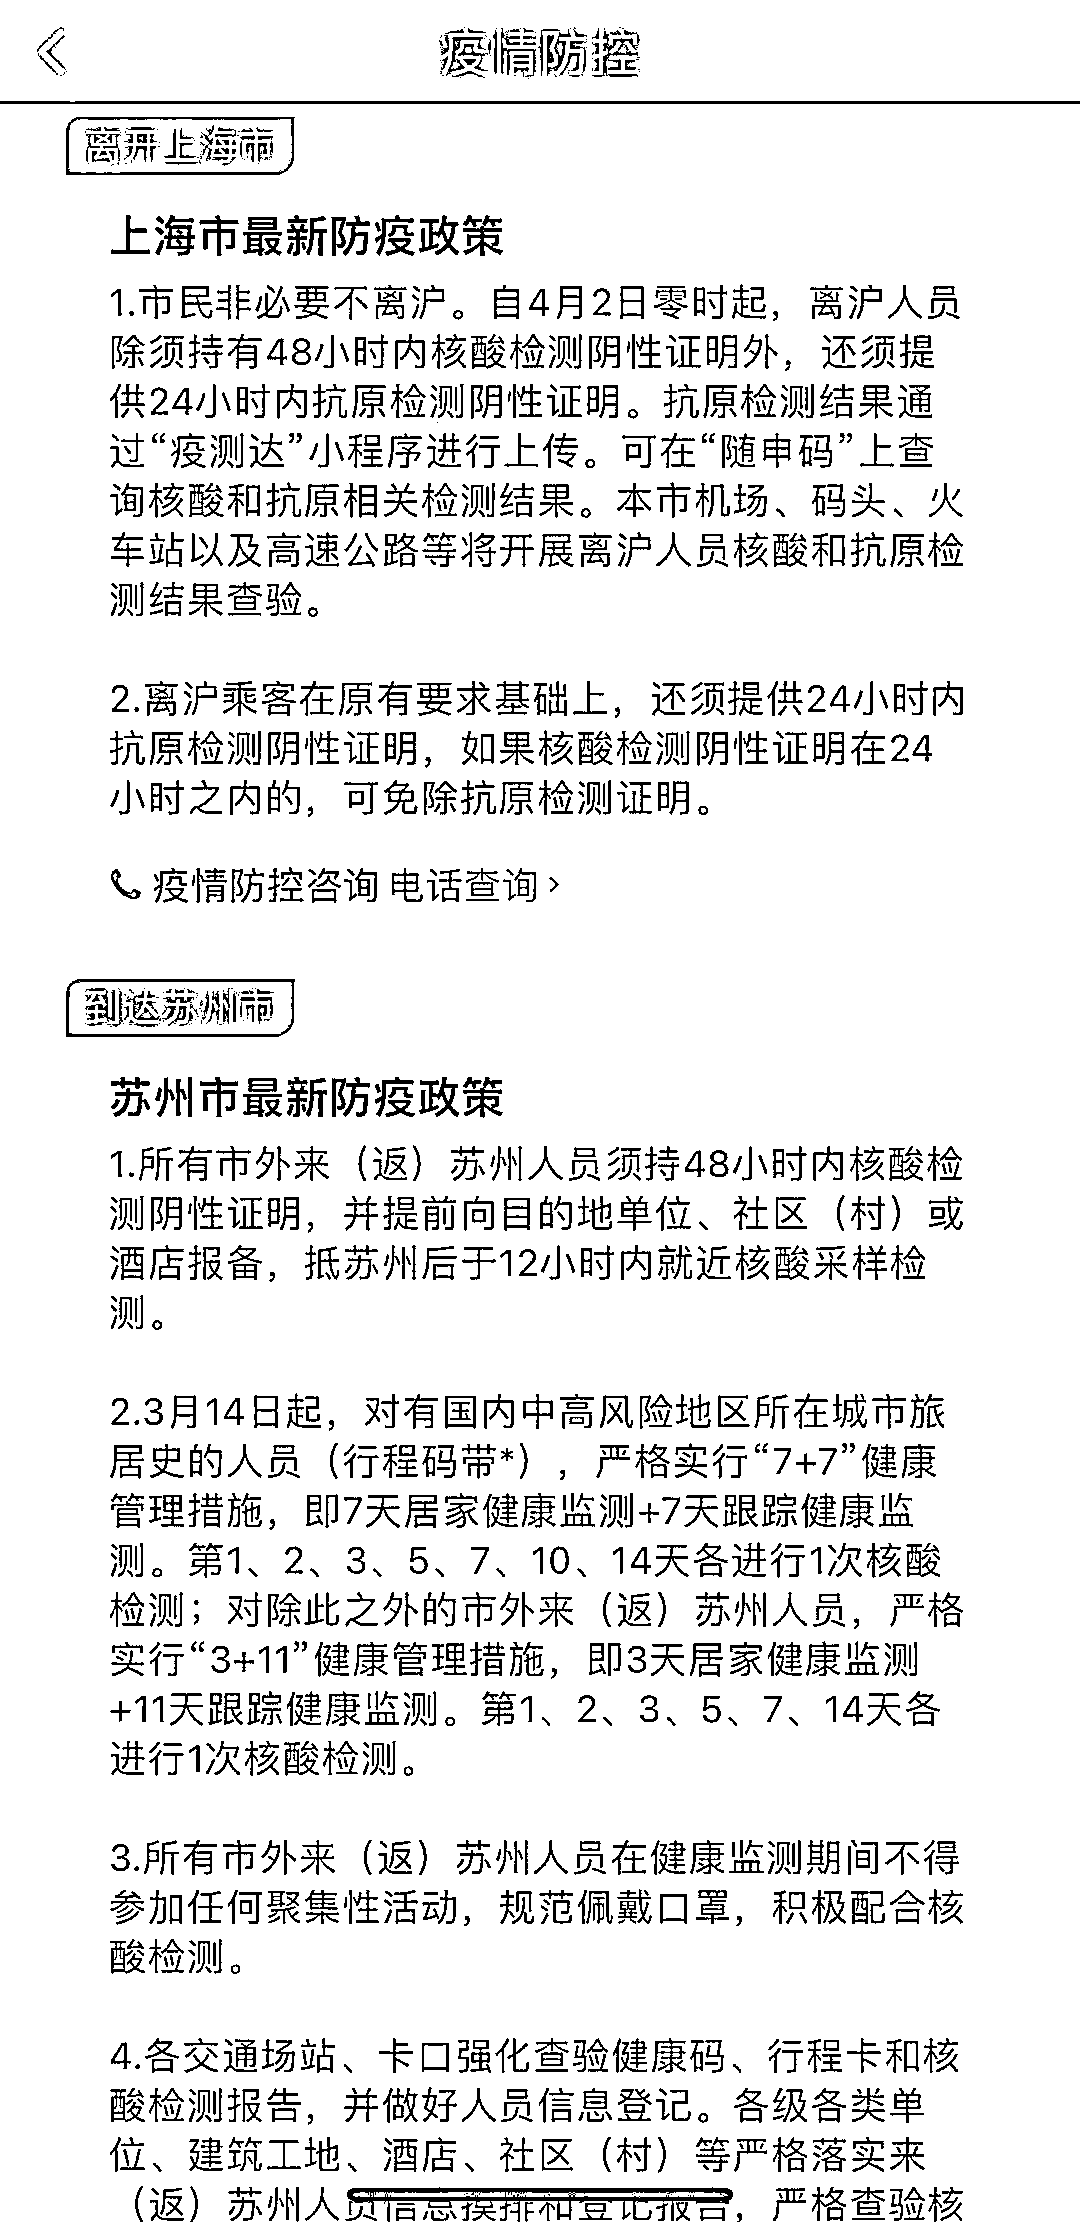 疫情防控
离开上海市
上海市最新防疫政策
1.市民非必要不离沪。自4月2日零时起，离沪人员
除须持有48小时内核酸检测阴性证明外，还须提
供24小时内抗原检测阴性证明。抗原检测结果通
过“疫测达”小程序进行上传。可在“随申码”上查
询核酸和抗原相关检测结果。本市机场、码头、火
车站以及高速公路等将开展离沪人员核酸和抗原检
测结果查验。
2.离沪乘客在原有要求基础上，还须提供24小时内
抗原检测阴性证明，如果核酸检测阴性证明在24
小时之内的，可免除抗原检测证明。
疫情防控咨询 电话查询>
到达苏州市
苏州市最新防疫政策
1.所有市外来（返）苏州人员须持48小时内核酸检
测阴性证明，并提前向目的地单位、社区（村）或
酒店报备，抵苏州后于12小时内就近核酸采样检
测。
2.3月14日起，对有国内中高风险地区所在城市旅
居史的人员（行程码带*），严格实行“7+7”健康
管理措施，即7天居家健康监测+7天跟踪健康监
测。第1、2、3、5、7、10、14天各进行1次核酸
检测；对除此之外的市外来（返）苏州人员，严格
实行“3+11”健康管理措施，即3天居家健康监测
+11天跟踪健康监测。第1、2、3、5、7、14天各
进行1次核酸检测。
3.所有市外来（返）苏州人员在健康监测期间不得
参加任何聚集性活动，规范佩戴口罩，积极配合核
酸检测。
4.各交通场站、卡口强化查验健康码、行程卡和核
酸检测报告，并做好人员信息登记。各级各类单
位、建筑工地、酒店、社区（村）等严格落实来
（返）苏州人员信息摸排和登记报告，严格查验核